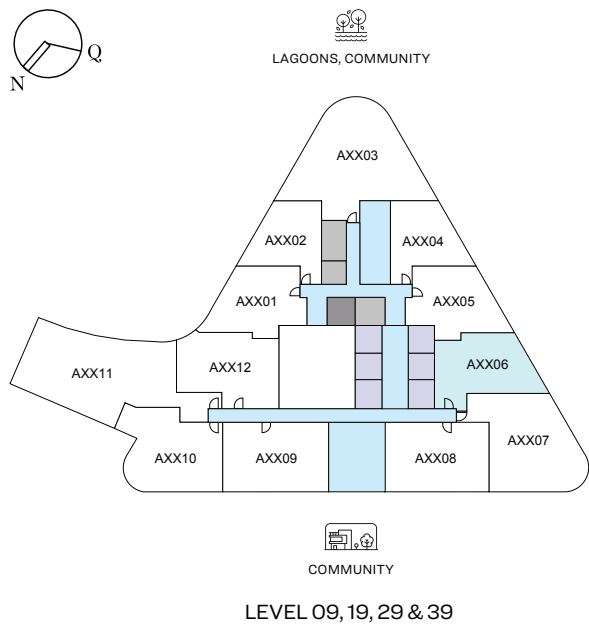 Q
N
LAGOONS, COMMUNITY
AXX03
AXX02
AXX04
AXX01
AXX05
AXX11
AXX12
AXX06
AXX07
AXX10
AXX09
AXX08
COMMUNITY
LEVEL 09, 19, 29 & 39